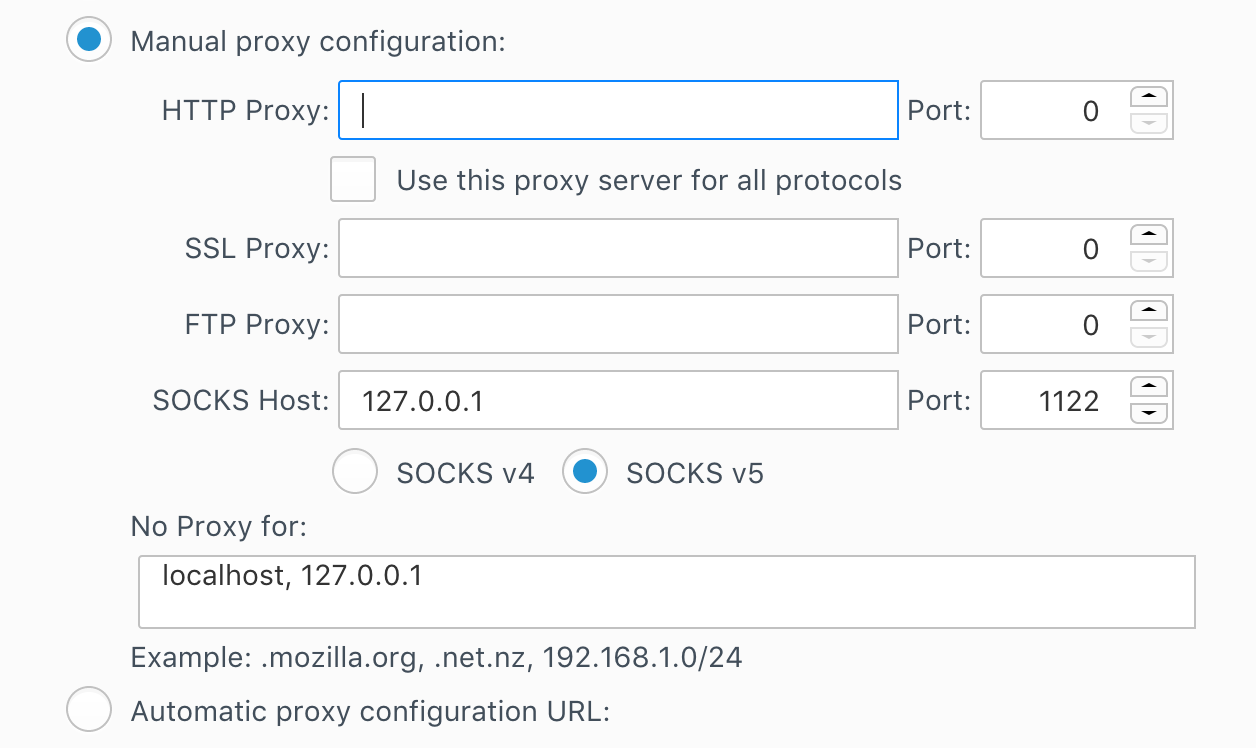 Manual proxy configuration:
HTTP Proxy: Port: 0
Use this proxy server for all protocols
SSL Proxy: Port: 0
FTP Proxy: Port: 0
SOCKS Host: 127.0.0.1 Port: 1122
SOCKS v4 SOCKS v5
No Proxy for:
localhost, 127.0.0.1
Example: .mozilla.org, .net.nz, 192.168.1.0/24
Automatic proxy configuration URL: